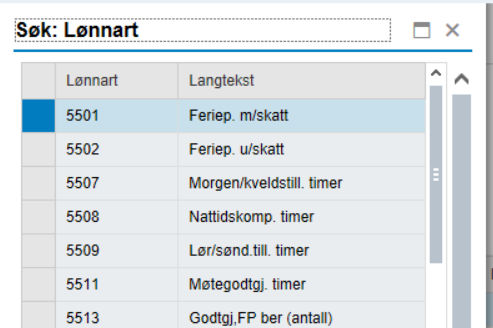 Søk: Lønnart
Lønnart Langtekst
5501 Feriep. m/skatt
5502 Feriep. u/skatt
5507 Morgen/kveldstill. timer
5508 Nattidskomp. timer
5509 Lør/sønd.till. timer
5511 Møtegodtgj. timer
5513 Godtgj,FP ber (antall)